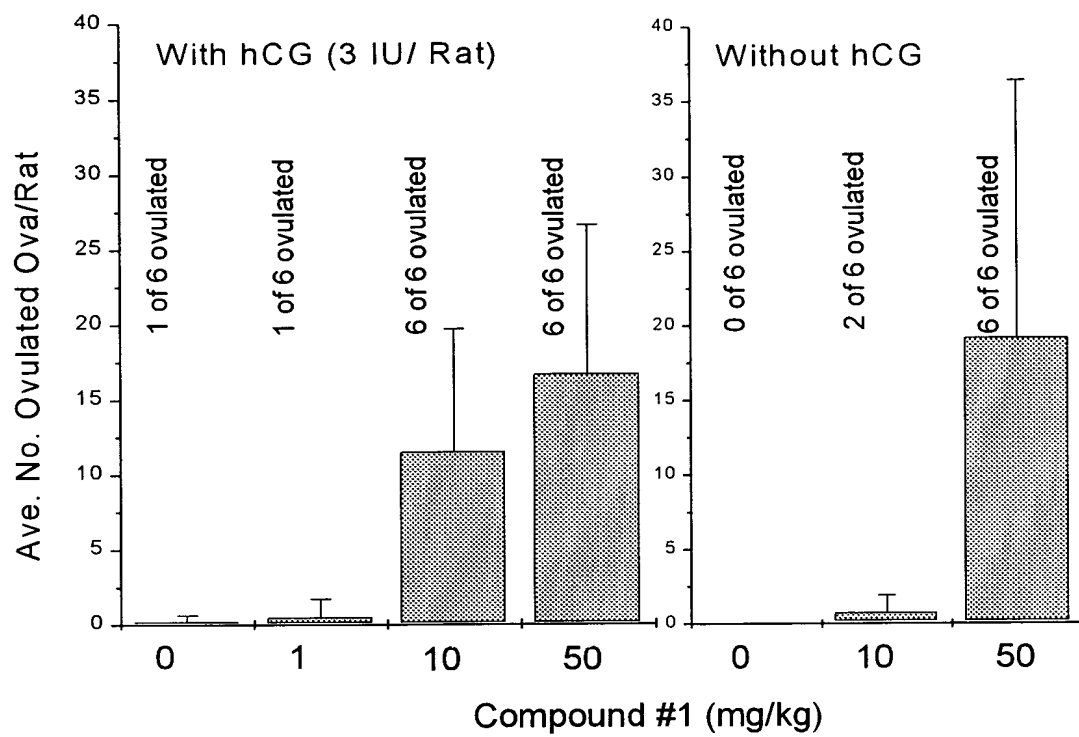 With hCG (3 IU/ Rat)
Without hCG
Ave. No. Ovulated Ova/Rat
40
35
30
25
20
15
10
5
0
1 of 6 ovulated
1 of 6 ovulated
6 of 6 ovulated
6 of 6 ovulated
0 1 10 50
40
35
30
25
20
15
10
5
0
0 of 6 ovulated
2 of 6 ovulated
6 of 6 ovulated
0 10 50
Compound #1 (mg/kg)